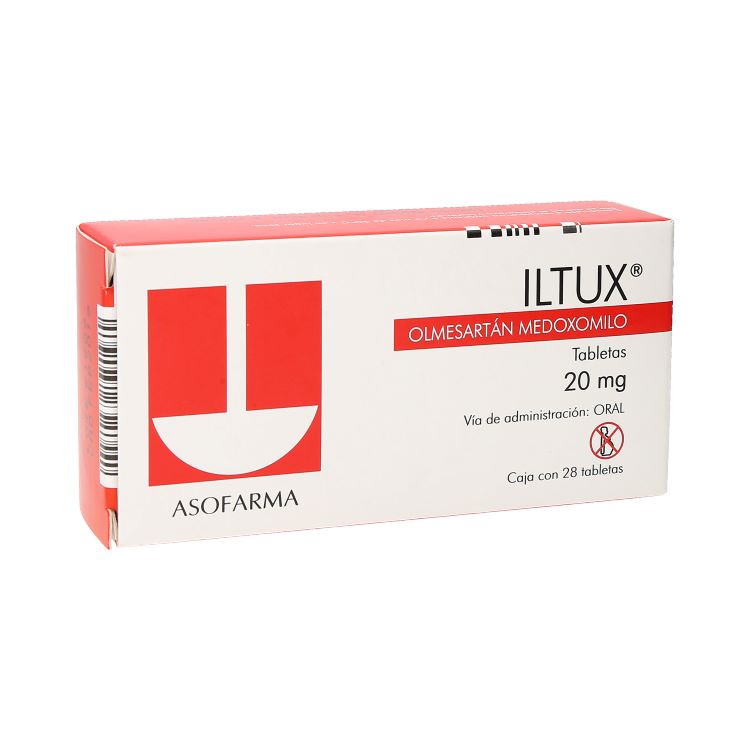 ILTUX®
OLMESARTÁN MEDOXOMILO
Tabletas
20 mg
Vía de administración: ORAL
Caja con 28 tabletas
ASOFARMA